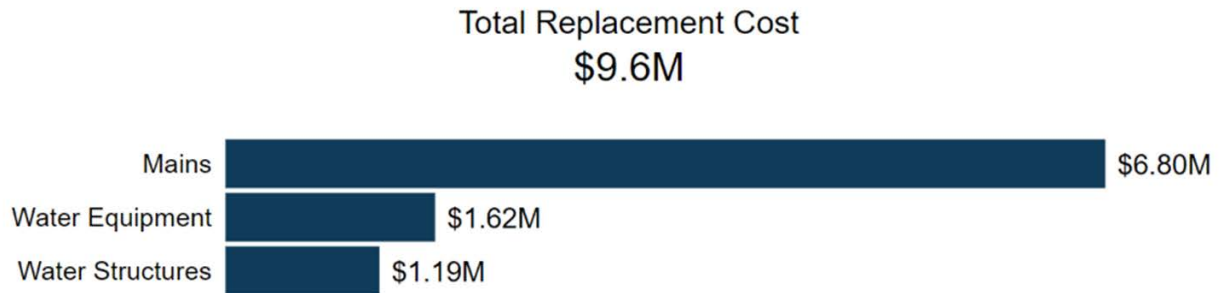 Total Replacement Cost
$9.6M
Mains $6.80M
Water Equipment $1.62M
Water Structures $1.19M